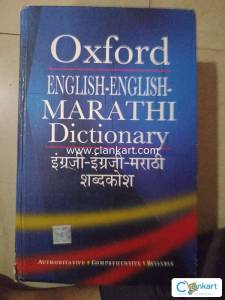 Oxford
ENGLISH-ENGLISH-
MARATHI
www.clankart.com
Dictionary
इंग्रजी-इंग्रजी-मराठी
शब्दकोश
AUTHORITATIVE • COMPREHENSIVE • RELIABLE
Clankart